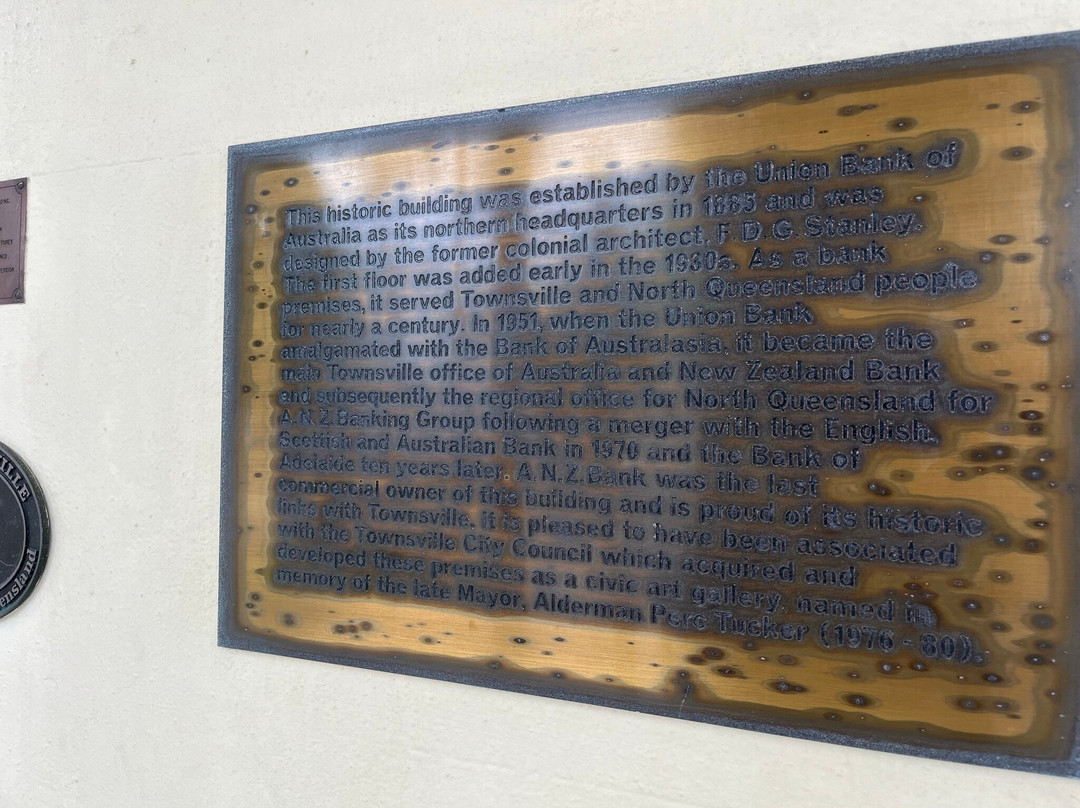 This historic building was established by the Union Bank of
Australia as its northern headquarters in 1885 and was
designed by the former colonial architect, F D.G. Stanley.
The first floor was added early in the 1930s. As a bank
premises, it served Townsville and North Queensland people
for nearly a century. In 1951, when the Union Bank
amalgamated with the Bank of Australasia, it became the
main Townsville office of Australia and New Zealand Bank
and subsequently the regional office for North Queensland for
A.N.Z. Banking Group following a merger with the English,
Scottish and Australian Bank in 1970 and the Bank of
Adelaide ten years later. A.N.Z. Bank was the last
commercial owner of this building and is proud of its historic
links with Townsville. It is pleased to have been associated
with the Townsville City Council which acquired and
developed these premises as a civic art gallery, named in
memory of the late Mayor, Alderman Perc Tucker (1976 - 80).
VILLE
ensland